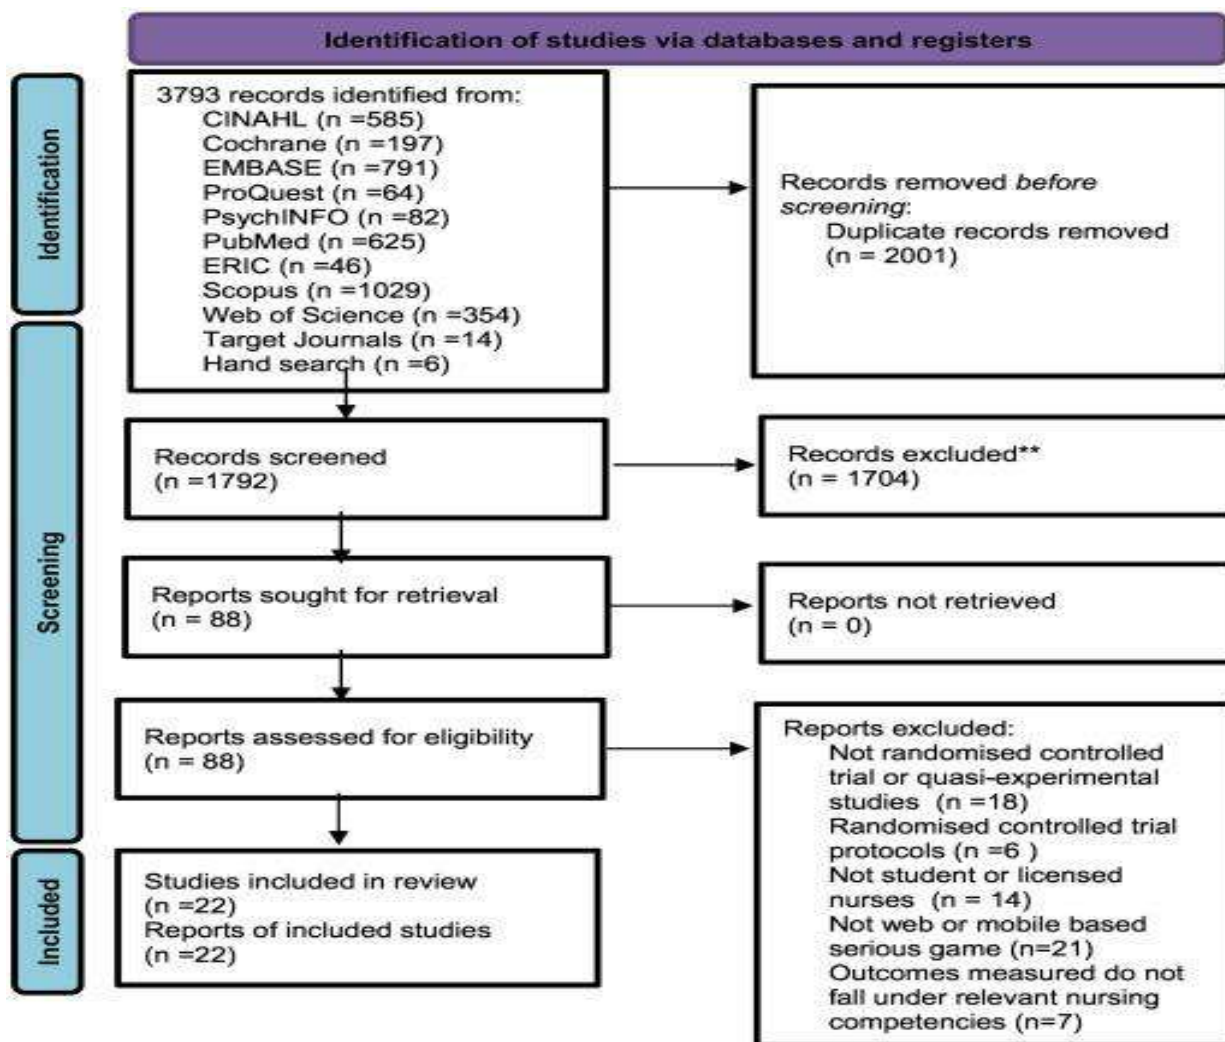 Identification of studies via databases and registers
Identification
3793 records identified from:
CINAHL (n =585)
Cochrane (n =197)
EMBASE (n =791)
ProQuest (n =64)
PsychINFO (n =82)
PubMed (n =625)
ERIC (n =46)
Scopus (n =1029)
Web of Science (n =354)
Target Journals (n =14)
Hand search (n =6)
Records removed before
screening:
Duplicate records removed
(n = 2001)
Screening
Records screened
(n =1792)
Records excluded**
(n = 1704)
Reports sought for retrieval
(n = 88)
Reports not retrieved
(n = 0)
Reports assessed for eligibility
(n = 88)
Reports excluded:
Not randomised controlled
trial or quasi-experimental
studies (n =18)
Randomised controlled trial
protocols (n =6 )
Not student or licensed
nurses (n = 14)
Not web or mobile based
serious game (n=21)
Outcomes measured do not
fall under relevant nursing
competencies (n=7)
Included
Studies included in review
(n =22)
Reports of included studies
(n =22)